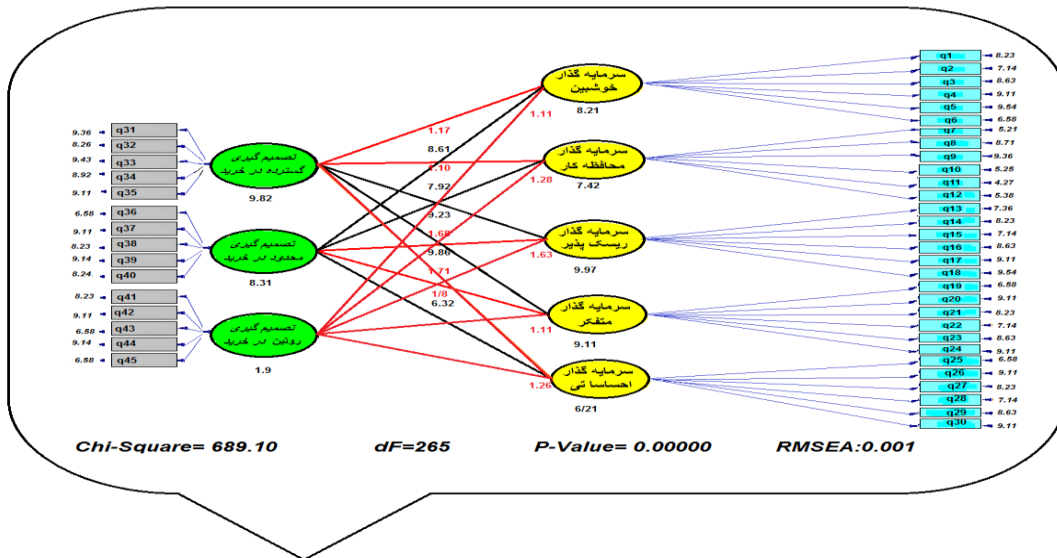 q31
9.36
q32
8.26
q33
9.43
q34
8.92
q35
9.11
q36
6.58
q37
9.11
q38
8.23
q39
9.14
q40
8.24
q41
8.23
q42
9.11
q43
6.58
q44
9.14
q45
6.58
تصمیم گیری
گسترده در خرید
9.82
تصمیم گیری
محدود در خرید
8.31
تصمیم گیری
روتین در خرید
1.9
1.17
1.11
8.61
1.10
7.92
1.28
9.23
1.68
9.86
1.71
1.63
1/8
6.32
1.11
1.26
سرمایه گذار
خوشبین
8.21
سرمایه گذار
محافظه کار
7.42
سرمایه گذار
ریسک پذیر
9.97
سرمایه گذار
متفکر
9.11
سرمایه گذار
احساسا تی
6/21
q1 8.23
q2 7.14
q3 8.63
q4 9.11
q5 9.54
q6 6.58
q7 5.21
q8 8.71
q9 9.36
q10 5.25
q11 4.27
q12 5.38
q13 7.36
q14 8.23
q15 7.14
q16 8.63
q17 9.11
q18 9.54
q19 6.58
q20 9.11
q21 8.23
q22 7.14
q23 8.63
q24 9.11
q25 6.58
q26 9.11
q27 8.23
q28 7.14
q29 8.63
q30 9.11
Chi-Square= 689.10 dF=265 P-Value= 0.00000 RMSEA:0.001